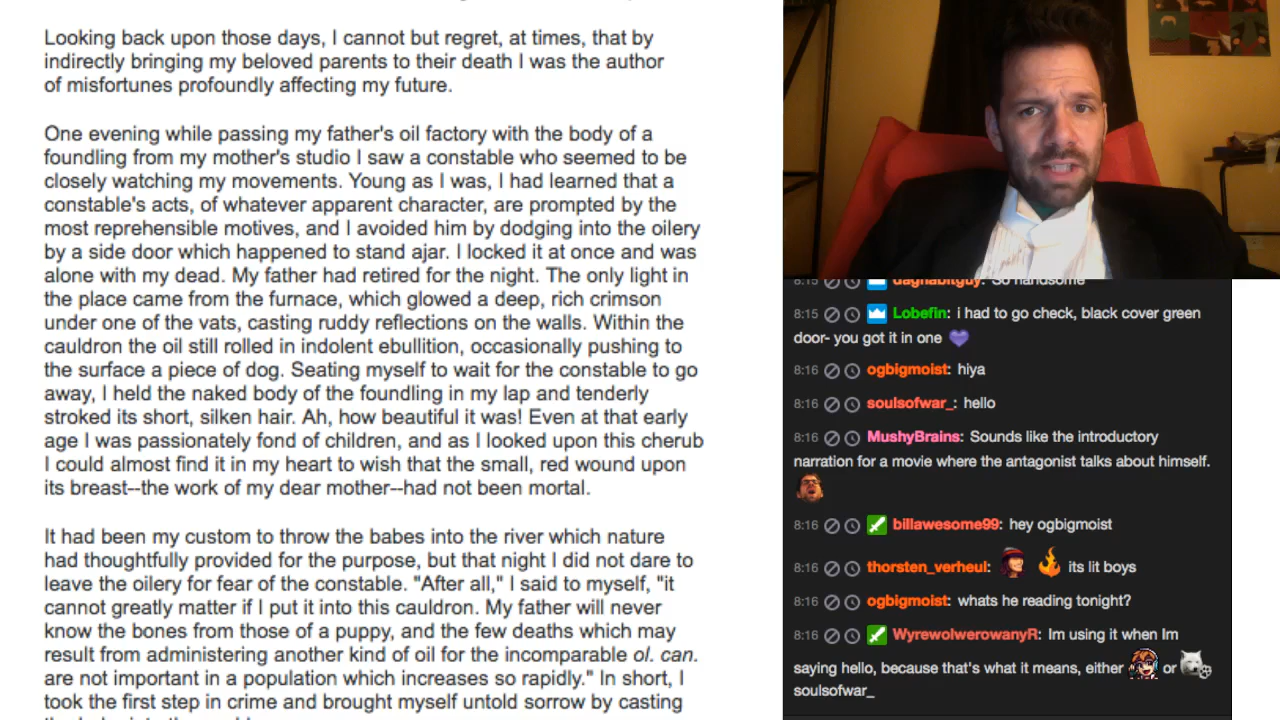 Looking back upon those days, I cannot but regret, at times, that by
indirectly bringing my beloved parents to their death I was the author
of misfortunes profoundly affecting my future.
One evening while passing my father's oil factory with the body of a
foundling from my mother's studio I saw a constable who seemed to be
closely watching my movements. Young as I was, I had learned that a
constable's acts, of whatever apparent character, are prompted by the
most reprehensible motives, and I avoided him by dodging into the oilery
by a side door which happened to stand ajar. I locked it at once and was
alone with my dead. My father had retired for the night. The only light in
the place came from the furnace, which glowed a deep, rich crimson
under one of the vats, casting ruddy reflections on the walls. Within the
cauldron the oil still rolled in indolent ebullition, occasionally pushing to
the surface a piece of dog. Seating myself to wait for the constable to go
away, I held the naked body of the foundling in my lap and tenderly
stroked its short, silken hair. Ah, how beautiful it was! Even at that early
age I was passionately fond of children, and as I looked upon this cherub
I could almost find it in my heart to wish that the small, red wound upon
its breast--the work of my dear mother--had not been mortal.
It had been my custom to throw the babes into the river which nature
had thoughtfully provided for the purpose, but that night I did not dare to
leave the oilery for fear of the constable. "After all," I said to myself, "it
cannot greatly matter if I put it into this cauldron. My father will never
know the bones from those of a puppy, and the few deaths which may
result from administering another kind of oil for the incomparable ol. can.
are not important in a population which increases so rapidly." In short, I
took the first step in crime and brought myself untold sorrow by casting
8:15 dagnabitguy: So handsome
8:15 Lobefin: i had to go check, black cover green
door- you got it in one
8:16 ogbigmoist: hiya
8:16 soulsofwar_: hello
8:16 MushyBrains: Sounds like the introductory
narration for a movie where the antagonist talks about himself.
8:16 billawesome99: hey ogbigmoist
8:16 thorsten_verheul: its lit boys
8:16 ogbigmoist: whats he reading tonight?
8:16 WyrewolwerowanyR: Im using it when Im
saying hello, because that's what it means, either or
soulsofwar_